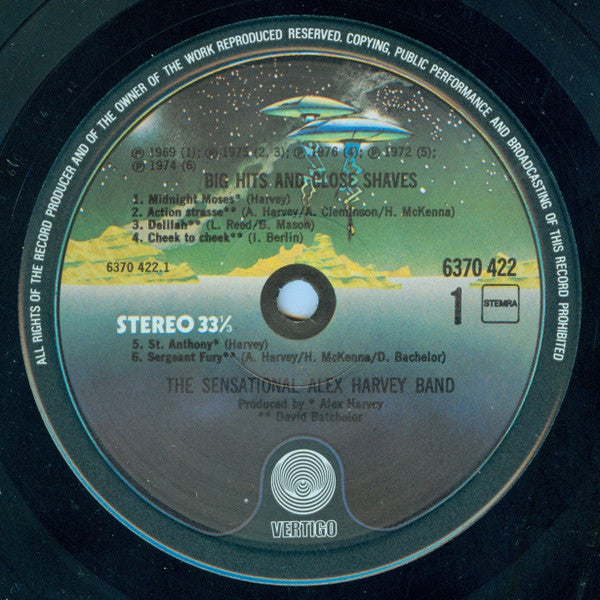 ALL RIGHTS OF THE RECORD PRODUCER AND OF THE OWNER OF THE WORK REPRODUCED RESERVED. COPYING, PUBLIC PERFORMANCE AND BROADCASTING OF THIS RECORD PROHIBITED
℗ 1969 (1); ℗ 1975 (2, 3); ℗ 1976 (4); ℗ 1972 (5);
℗ 1974 (6)
BIG HITS AND CLOSE SHAVES
1. Midnight Moses* (Harvey)
2. Action strasse** (A. Harvey/A. Cleminson/H. McKenna)
3. Delilah** (L. Reed/B. Mason)
4. Cheek to cheek** (I. Berlin)
6370 422.1
6370 422
1 STEMRA
STEREO 33⅓
5. St. Anthony* (Harvey)
6. Sergeant Fury** (A. Harvey/H. McKenna/D. Bachelor)
THE SENSATIONAL ALEX HARVEY BAND
Produced by * Alex Harvey
** David Batchelor
VERTIGO